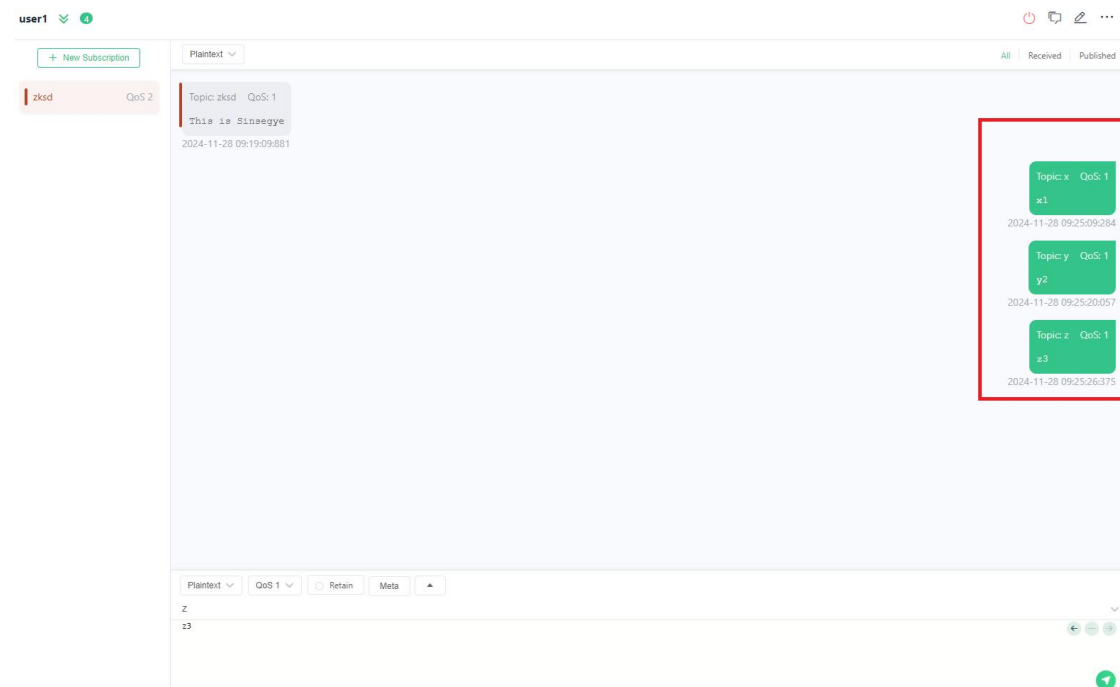 user1 4
+ New Subscription
zksd QoS 2
Plaintext
All Received Published
Topic: zksd QoS: 1
This is Sinsegye
2024-11-28 09:19:09:881
Topic: x QoS: 1
x1
2024-11-28 09:25:09:284
Topic: y QoS: 1
y2
2024-11-28 09:25:20:057
Topic: z QoS: 1
z3
2024-11-28 09:25:26:375
Plaintext QoS 1 Retain Meta
z
z3